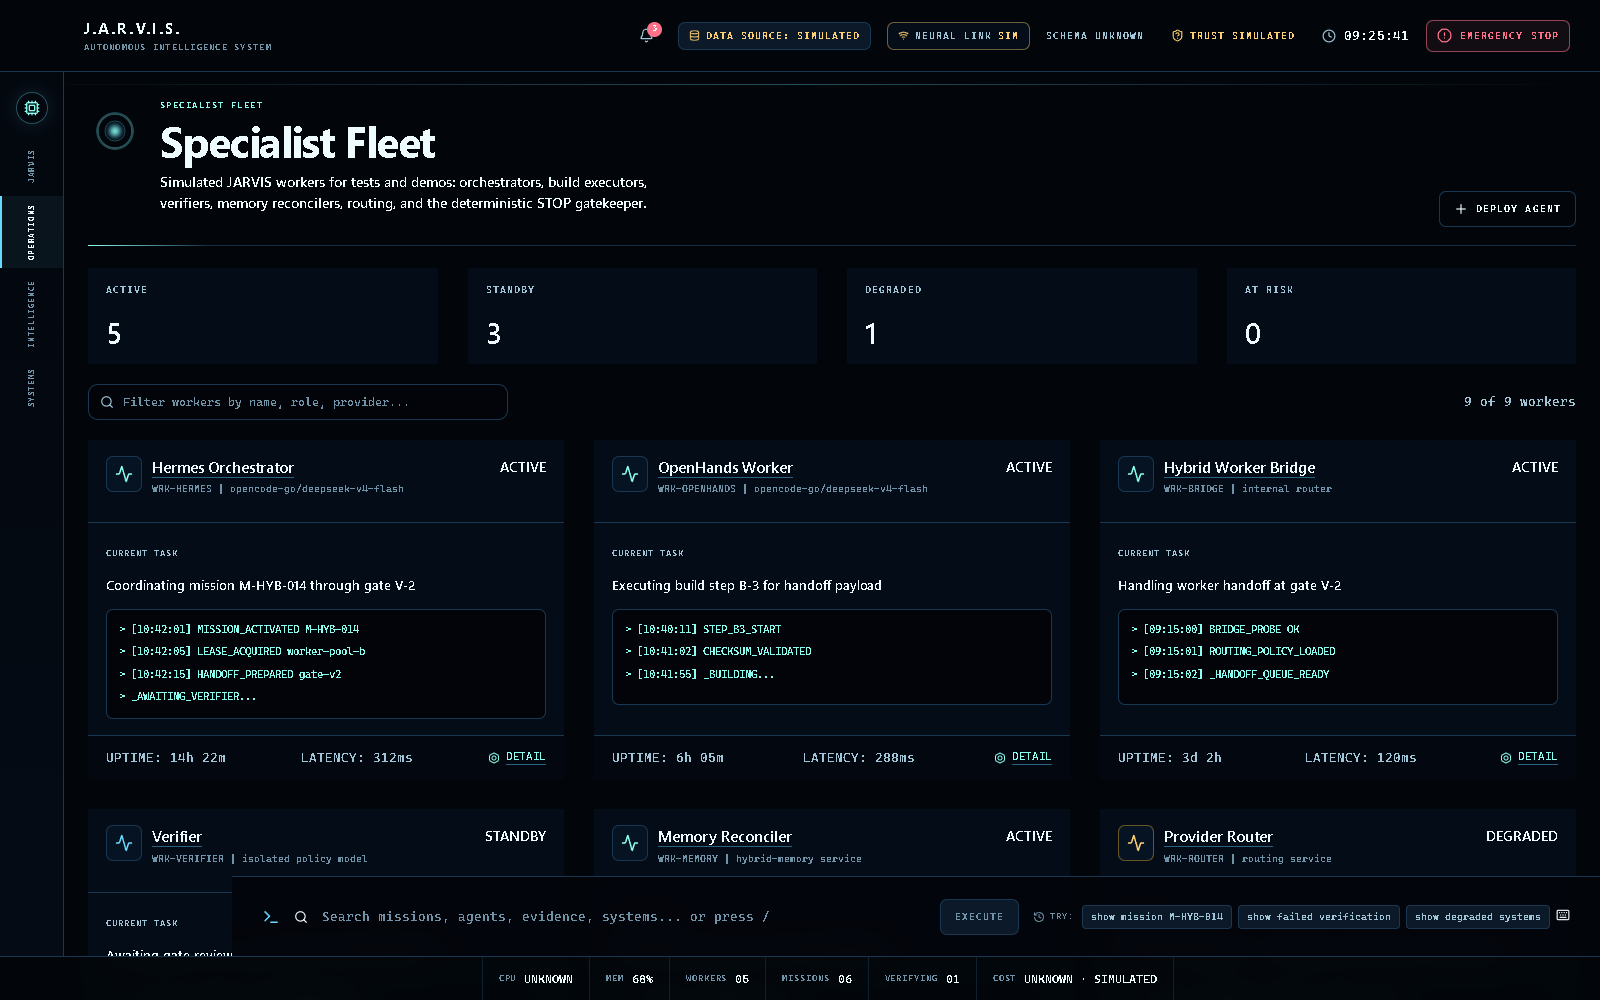 J.A.R.V.I.S.
AUTONOMOUS INTELLIGENCE SYSTEM
3
DATA SOURCE: SIMULATED
NEURAL LINK SIM
SCHEMA UNKNOWN
TRUST SIMULATED
09:25:41
EMERGENCY STOP
JARVIS
OPERATIONS
INTELLIGENCE
SYSTEMS
SPECIALIST FLEET
Specialist Fleet
Simulated JARVIS workers for tests and demos: orchestrators, build executors,
verifiers, memory reconcilers, routing, and the deterministic STOP gatekeeper.
DEPLOY AGENT
ACTIVE
5
STANDBY
3
DEGRADED
1
AT RISK
0
Filter workers by name, role, provider...
9 of 9 workers
Hermes Orchestrator
ACTIVE
WRK-HERMES | opencode-go/deepseek-v4-flash
CURRENT TASK
Coordinating mission M-HYB-014 through gate V-2
> [10:42:01] MISSION_ACTIVATED M-HYB-014
> [10:42:05] LEASE_ACQUIRED worker-pool-b
> [10:42:15] HANDOFF_PREPARED gate-v2
> _AWAITING_VERIFIER...
UPTIME: 14h 22m
LATENCY: 312ms
DETAIL
OpenHands Worker
ACTIVE
WRK-OPENHANDS | opencode-go/deepseek-v4-flash
CURRENT TASK
Executing build step B-3 for handoff payload
> [10:40:11] STEP_B3_START
> [10:41:02] CHECKSUM_VALIDATED
> [10:41:55] _BUILDING...
UPTIME: 6h 05m
LATENCY: 288ms
DETAIL
Hybrid Worker Bridge
ACTIVE
WRK-BRIDGE | internal router
CURRENT TASK
Handling worker handoff at gate V-2
> [09:15:00] BRIDGE_PROBE OK
> [09:15:01] ROUTING_POLICY_LOADED
> [09:15:02] _HANDOFF_QUEUE_READY
UPTIME: 3d 2h
LATENCY: 120ms
DETAIL
Verifier
STANDBY
WRK-VERIFIER | isolated policy model
CURRENT TASK
Awaiting gate review
Memory Reconciler
ACTIVE
WRK-MEMORY | hybrid-memory service
Provider Router
DEGRADED
WRK-ROUTER | routing service
Search missions, agents, evidence, systems... or press /
EXECUTE
TRY:
show mission M-HYB-014
show failed verification
show degraded systems
CPU UNKNOWN
MEM 68%
WORKERS 05
MISSIONS 06
VERIFYING 01
COST UNKNOWN · SIMULATED